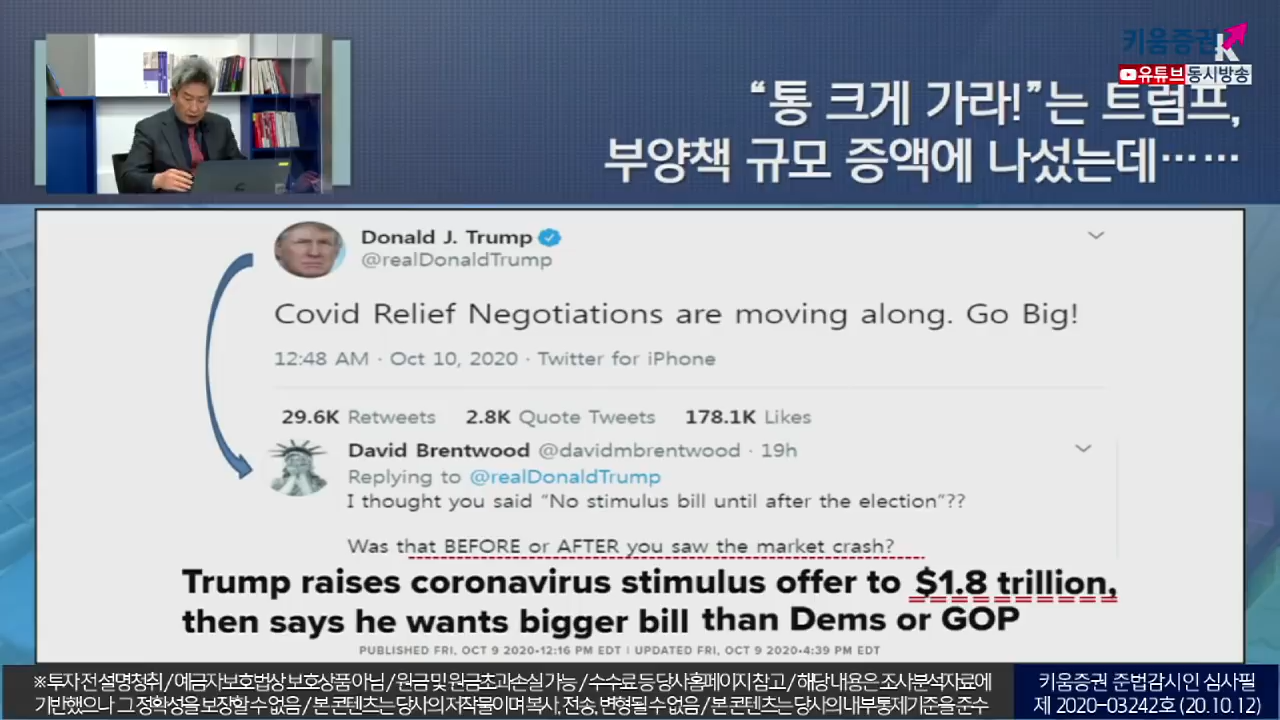 키움증권
유튜브 동시방송
“통 크게 가라!”는 트럼프,
부양책 규모 증액에 나섰는데……
Donald J. Trump
@realDonaldTrump
Covid Relief Negotiations are moving along. Go Big!
12:48 AM · Oct 10, 2020 · Twitter for iPhone
29.6K Retweets 2.8K Quote Tweets 178.1K Likes
David Brentwood @davidmbrentwood · 19h
Replying to @realDonaldTrump
I thought you said “No stimulus bill until after the election”??
Was that BEFORE or AFTER you saw the market crash?
Trump raises coronavirus stimulus offer to $1.8 trillion,
then says he wants bigger bill than Dems or GOP
PUBLISHED FRI, OCT 9 2020•12:16 PM EDT | UPDATED FRI, OCT 9 2020•4:39 PM EDT
※ 투자 전 설명청취 / 예금자보호법상 보호상품 아님 / 원금 및 원금초과손실 가능 / 수수료 등 당사홈페이지 참고 / 해당 내용은 조사분석자료에
기반했으나 그 정확성을 보장할 수 없음 / 본 콘텐츠는 당사의 저작물이며 복사, 전송, 변형될 수 없음 / 본 콘텐츠는 당사의 내부통제기준을 준수
키움증권 준법감시인 심사필
제 2020-03242호 (20.10.12)